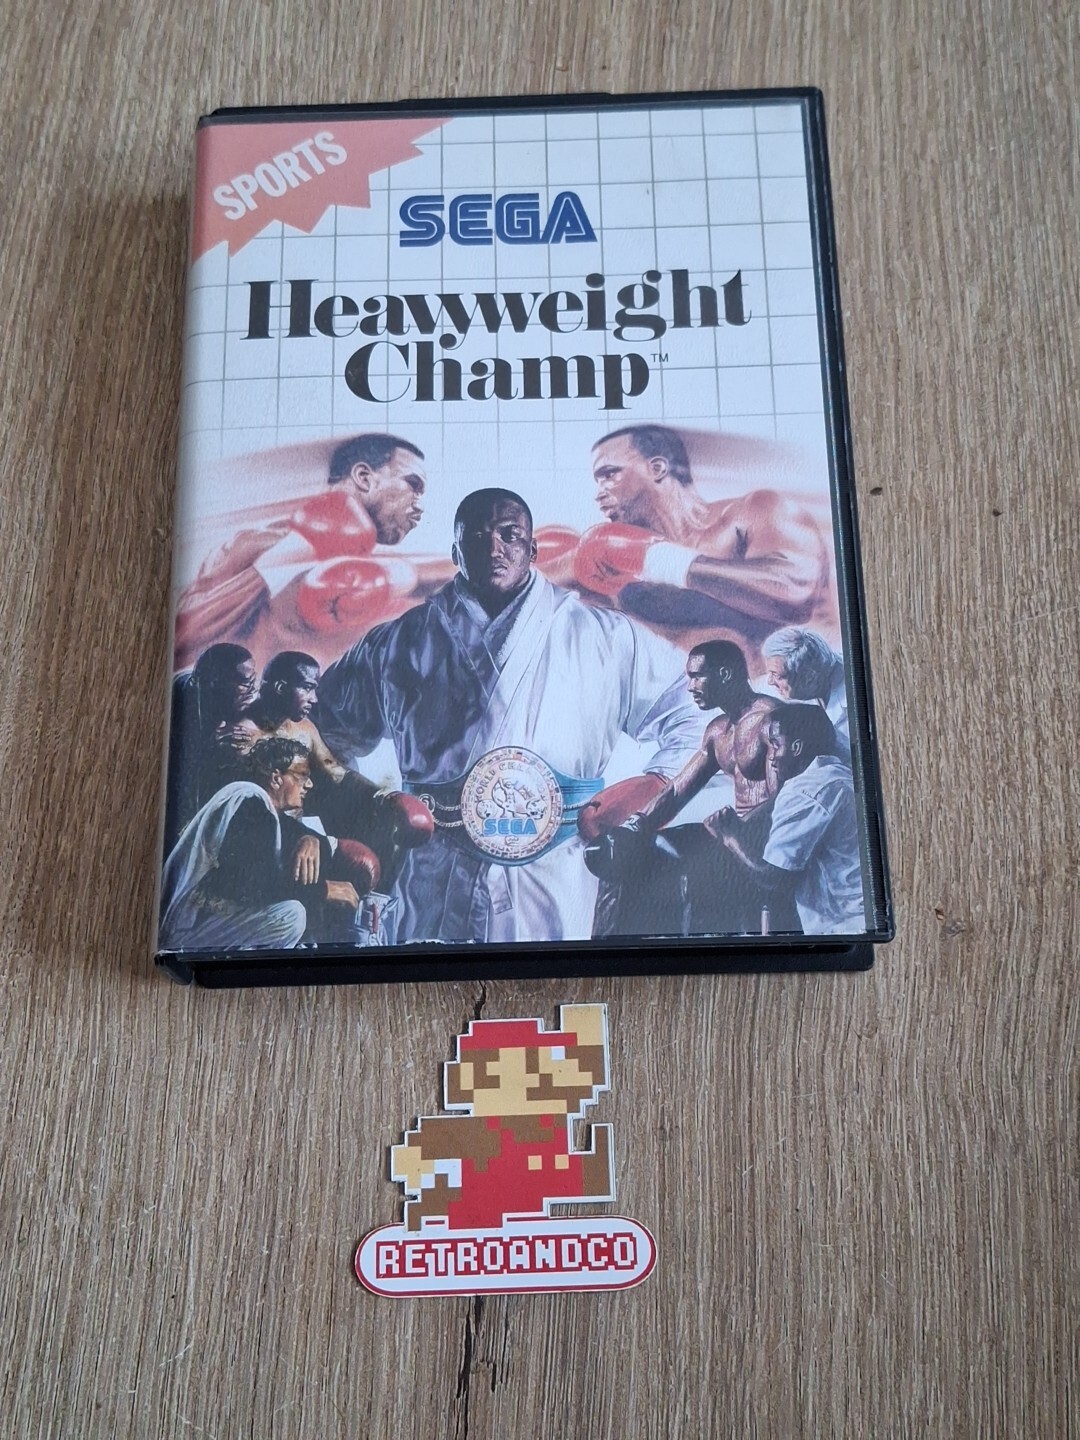 SPORTS
SEGA
Heavyweight
Champ™
SEGA
RETROANDCO